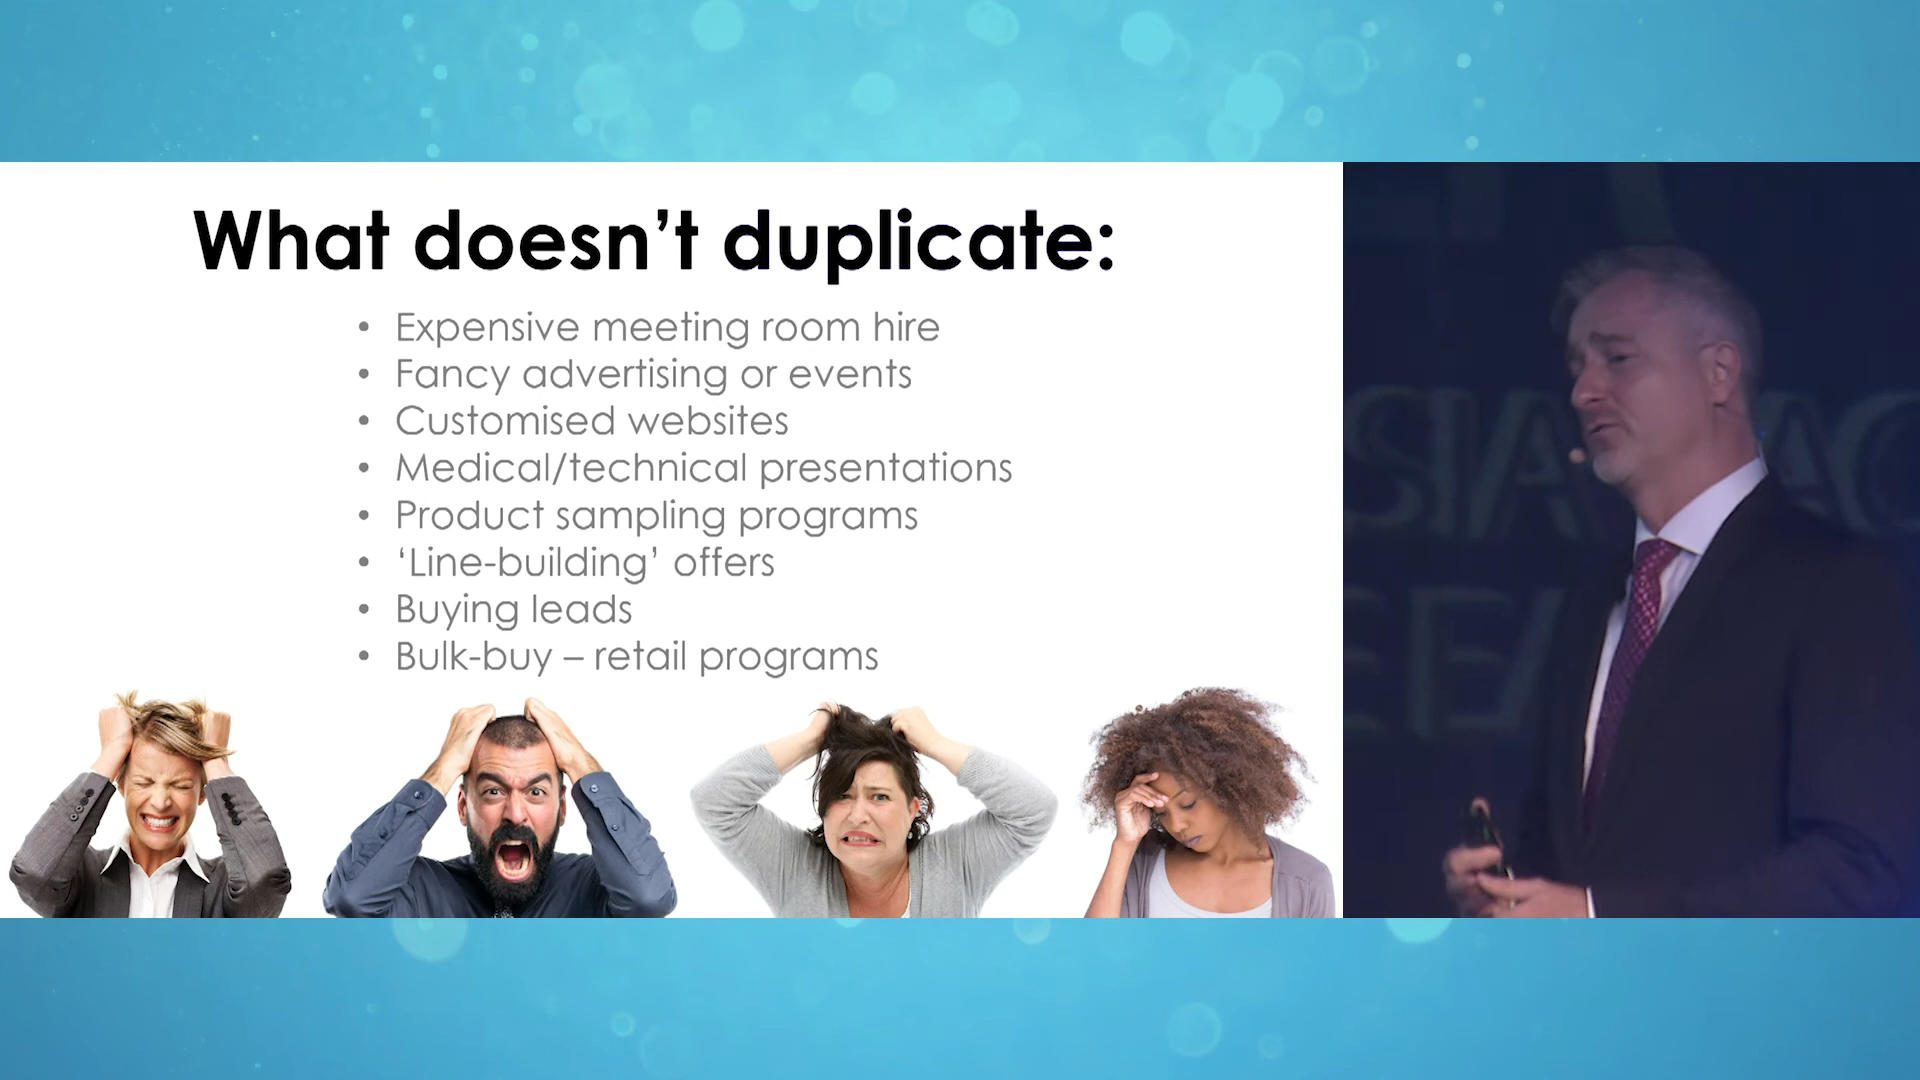 What doesn't duplicate:
• Expensive meeting room hire
• Fancy advertising or events
• Customised websites
• Medical/technical presentations
• Product sampling programs
• ‘Line-building’ offers
• Buying leads
• Bulk-buy – retail programs